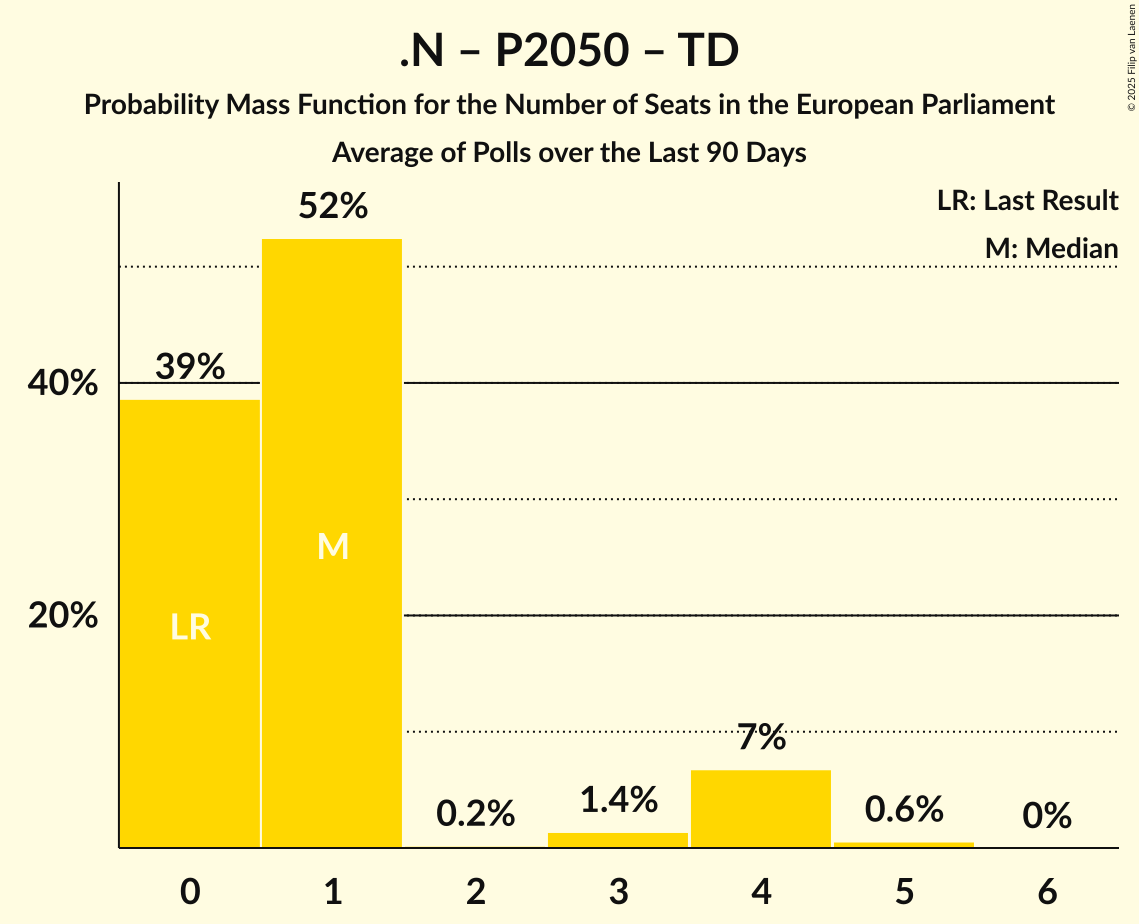 .N – P2050 – TD
Probability Mass Function for the Number of Seats in the European Parliament
Average of Polls over the Last 90 Days
© 2025 Filip van Laenen
LR: Last Result
M: Median
52%
39%
40%
M
LR
20%
7%
1.4%
0.2%
0.6%
0%
0 1 2 3 4 5 6